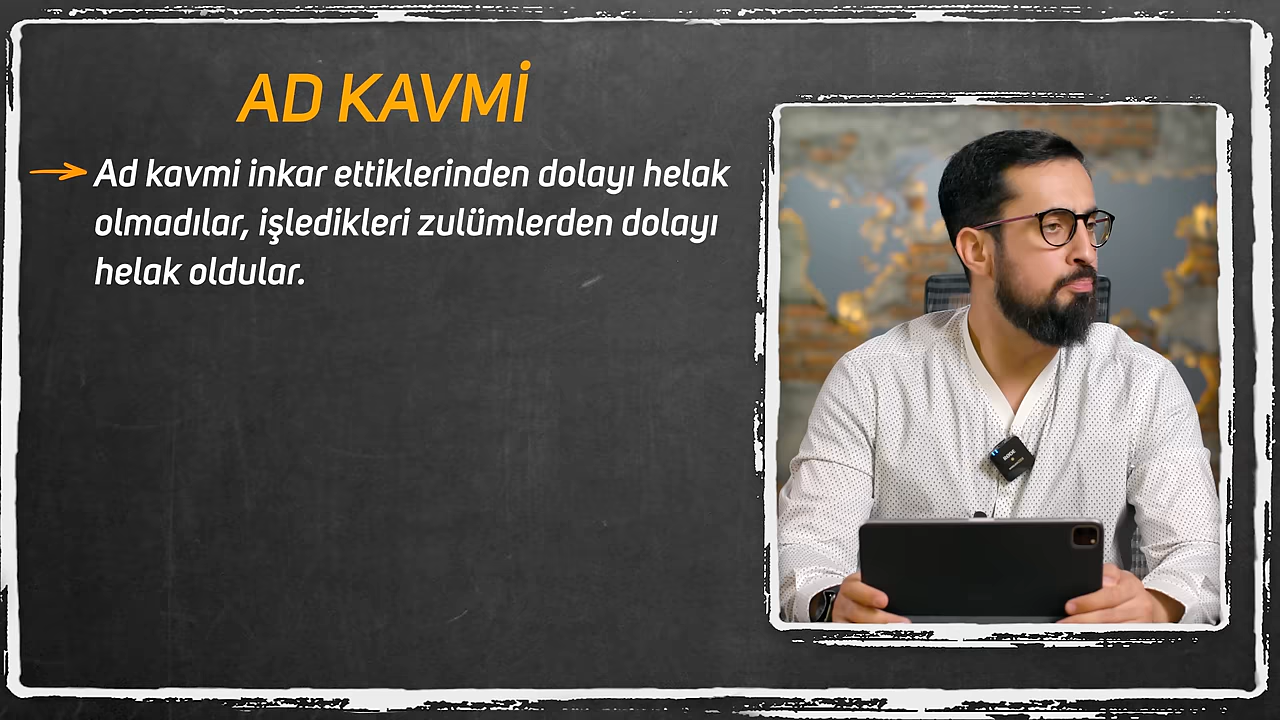 AD KAVMİ
Ad kavmi inkar ettiklerinden dolayı helak
olmadılar, işledikleri zulümlerden dolayı
helak oldular.